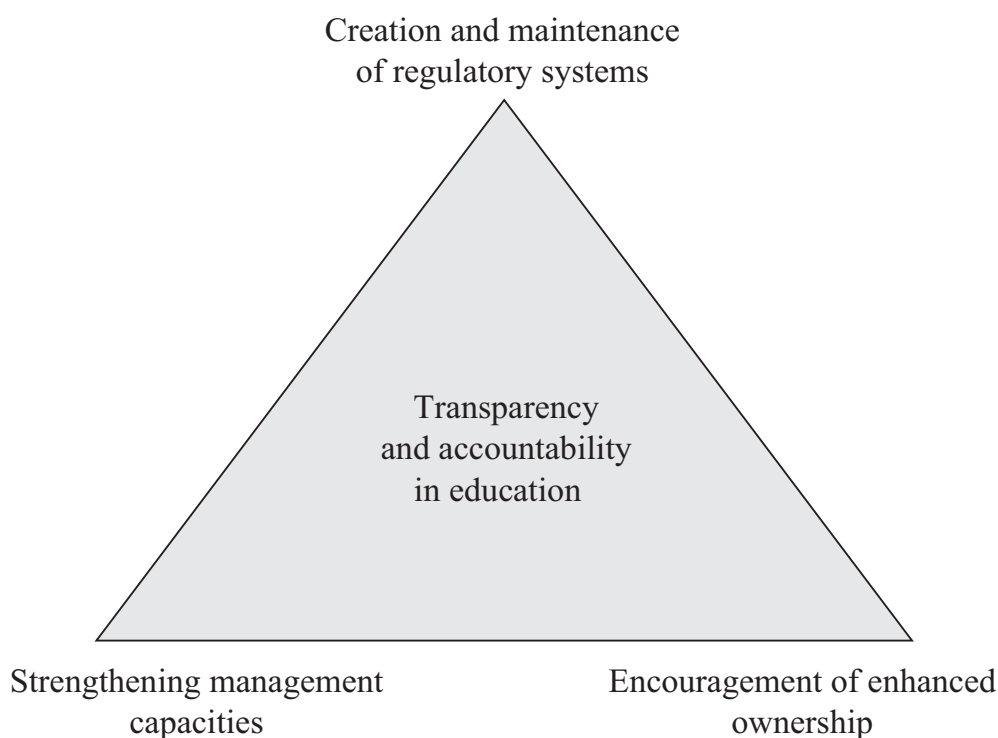 Creation and maintenance
of regulatory systems
Transparency
and accountability
in education
Strengthening management
capacities
Encouragement of enhanced
ownership